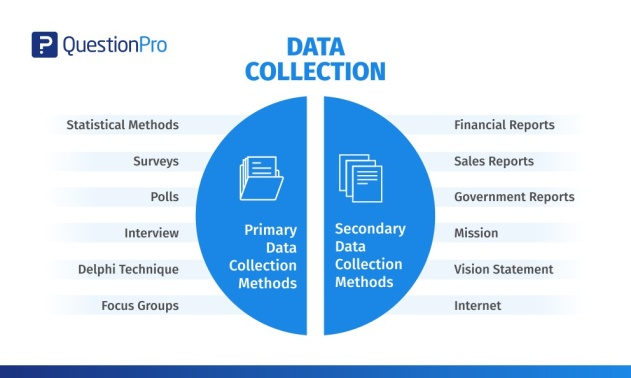 QuestionPro
DATA
COLLECTION
Statistical Methods
Surveys
Polls
Interview
Delphi Technique
Focus Groups
Primary
Data
Collection
Methods
Secondary
Data
Collection
Methods
Financial Reports
Sales Reports
Government Reports
Mission
Vision Statement
Internet